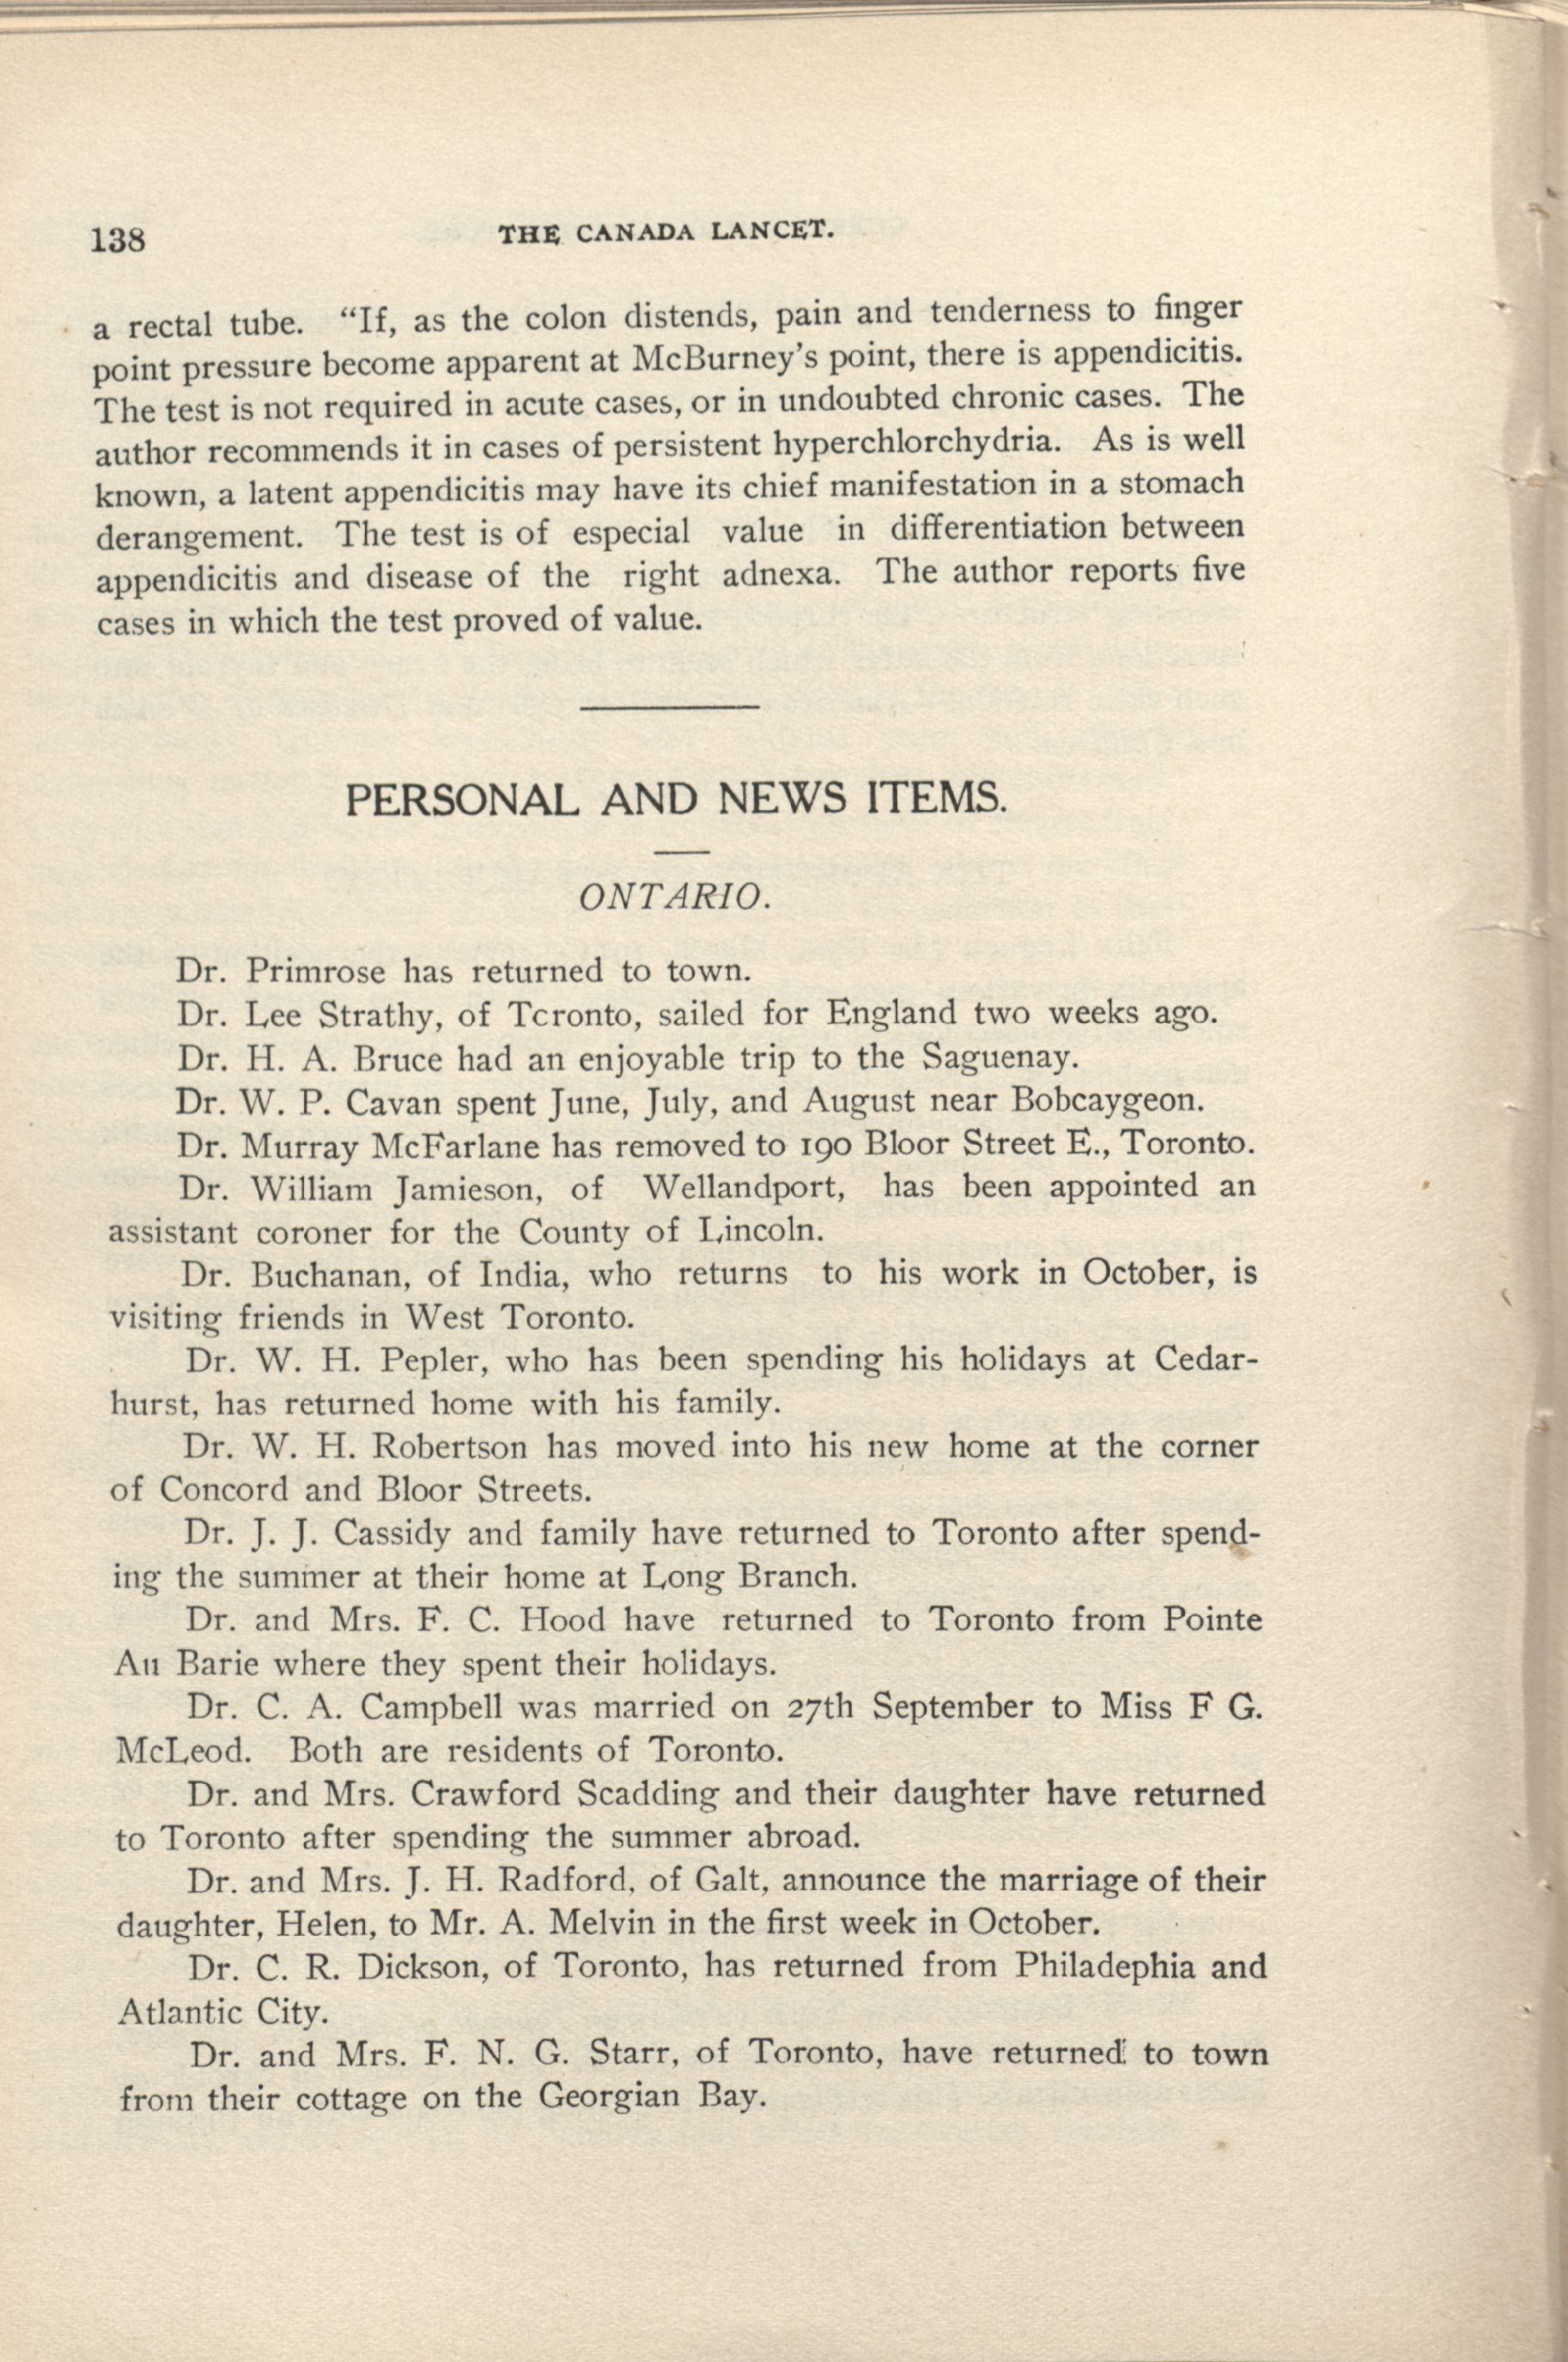 138
THE CANADA LANCET.
a rectal tube. "If, as the colon distends, pain and tenderness to finger
point pressure become apparent at McBurney's point, there is appendicitis.
The test is not required in acute cases, or in undoubted chronic cases. The
author recommends it in cases of persistent hyperchlorchydria. As is well
known, a latent appendicitis may have its chief manifestation in a stomach
derangement. The test is of especial value in differentiation between
appendicitis and disease of the right adnexa. The author reports five
cases in which the test proved of value.
PERSONAL AND NEWS ITEMS.
ONTARIO.
Dr. Primrose has returned to town.
Dr. Lee Strathy, of Tcronto, sailed for England two weeks ago.
Dr. H. A. Bruce had an enjoyable trip to the Saguenay.
Dr. W. P. Cavan spent June, July, and August near Bobcaygeon.
Dr. Murray McFarlane has removed to 190 Bloor Street E., Toronto.
Dr. William Jamieson, of Wellandport, has been appointed an
assistant coroner for the County of Lincoln.
Dr. Buchanan, of India, who returns to his work in October, is
visiting friends in West Toronto.
Dr. W. H. Pepler, who has been spending his holidays at Cedar-
hurst, has returned home with his family.
Dr. W. H. Robertson has moved into his new home at the corner
of Concord and Bloor Streets.
Dr. J. J. Cassidy and family have returned to Toronto after spend-
ing the summer at their home at Long Branch.
Dr. and Mrs. F. C. Hood have returned to Toronto from Pointe
Au Barie where they spent their holidays.
Dr. C. A. Campbell was married on 27th September to Miss F G.
McLeod. Both are residents of Toronto.
Dr. and Mrs. Crawford Scadding and their daughter have returned
to Toronto after spending the summer abroad.
Dr. and Mrs. J. H. Radford, of Galt, announce the marriage of their
daughter, Helen, to Mr. A. Melvin in the first week in October.
Dr. C. R. Dickson, of Toronto, has returned from Philadephia and
Atlantic City.
Dr. and Mrs. F. N. G. Starr, of Toronto, have returned to town
from their cottage on the Georgian Bay.